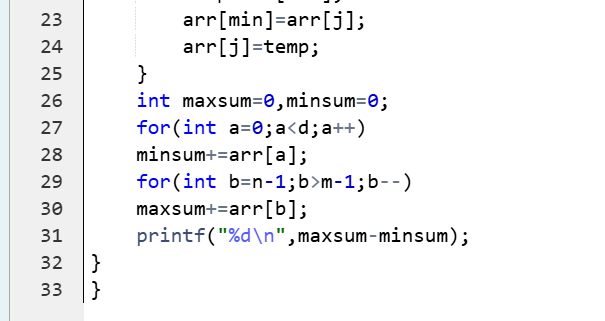 23 arr[min]=arr[j];
24 arr[j]=temp;
25 }
26 int maxsum=0,minsum=0;
27 for(int a=0;a<d;a++)
28 minsum+=arr[a];
29 for(int b=n-1;b>m-1;b--)
30 maxsum+=arr[b];
31 printf("%d\n",maxsum-minsum);
32 }
33 }